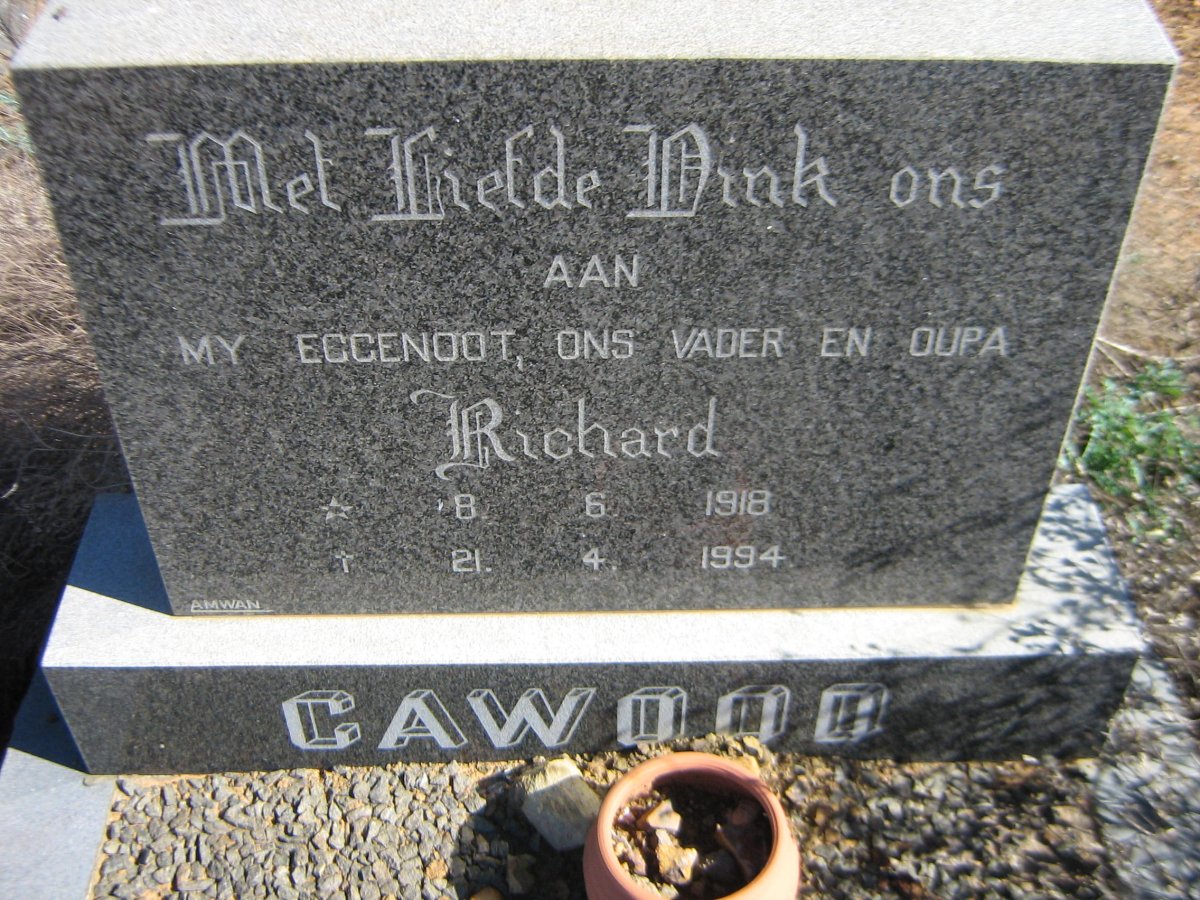 Met Liefde Dink ons
AAN
MY EGGENOOT, ONS VADER EN OUPA
Richard
☆ 8. 6. 1918
† 21. 4. 1994
AMWAN
CAWOOD